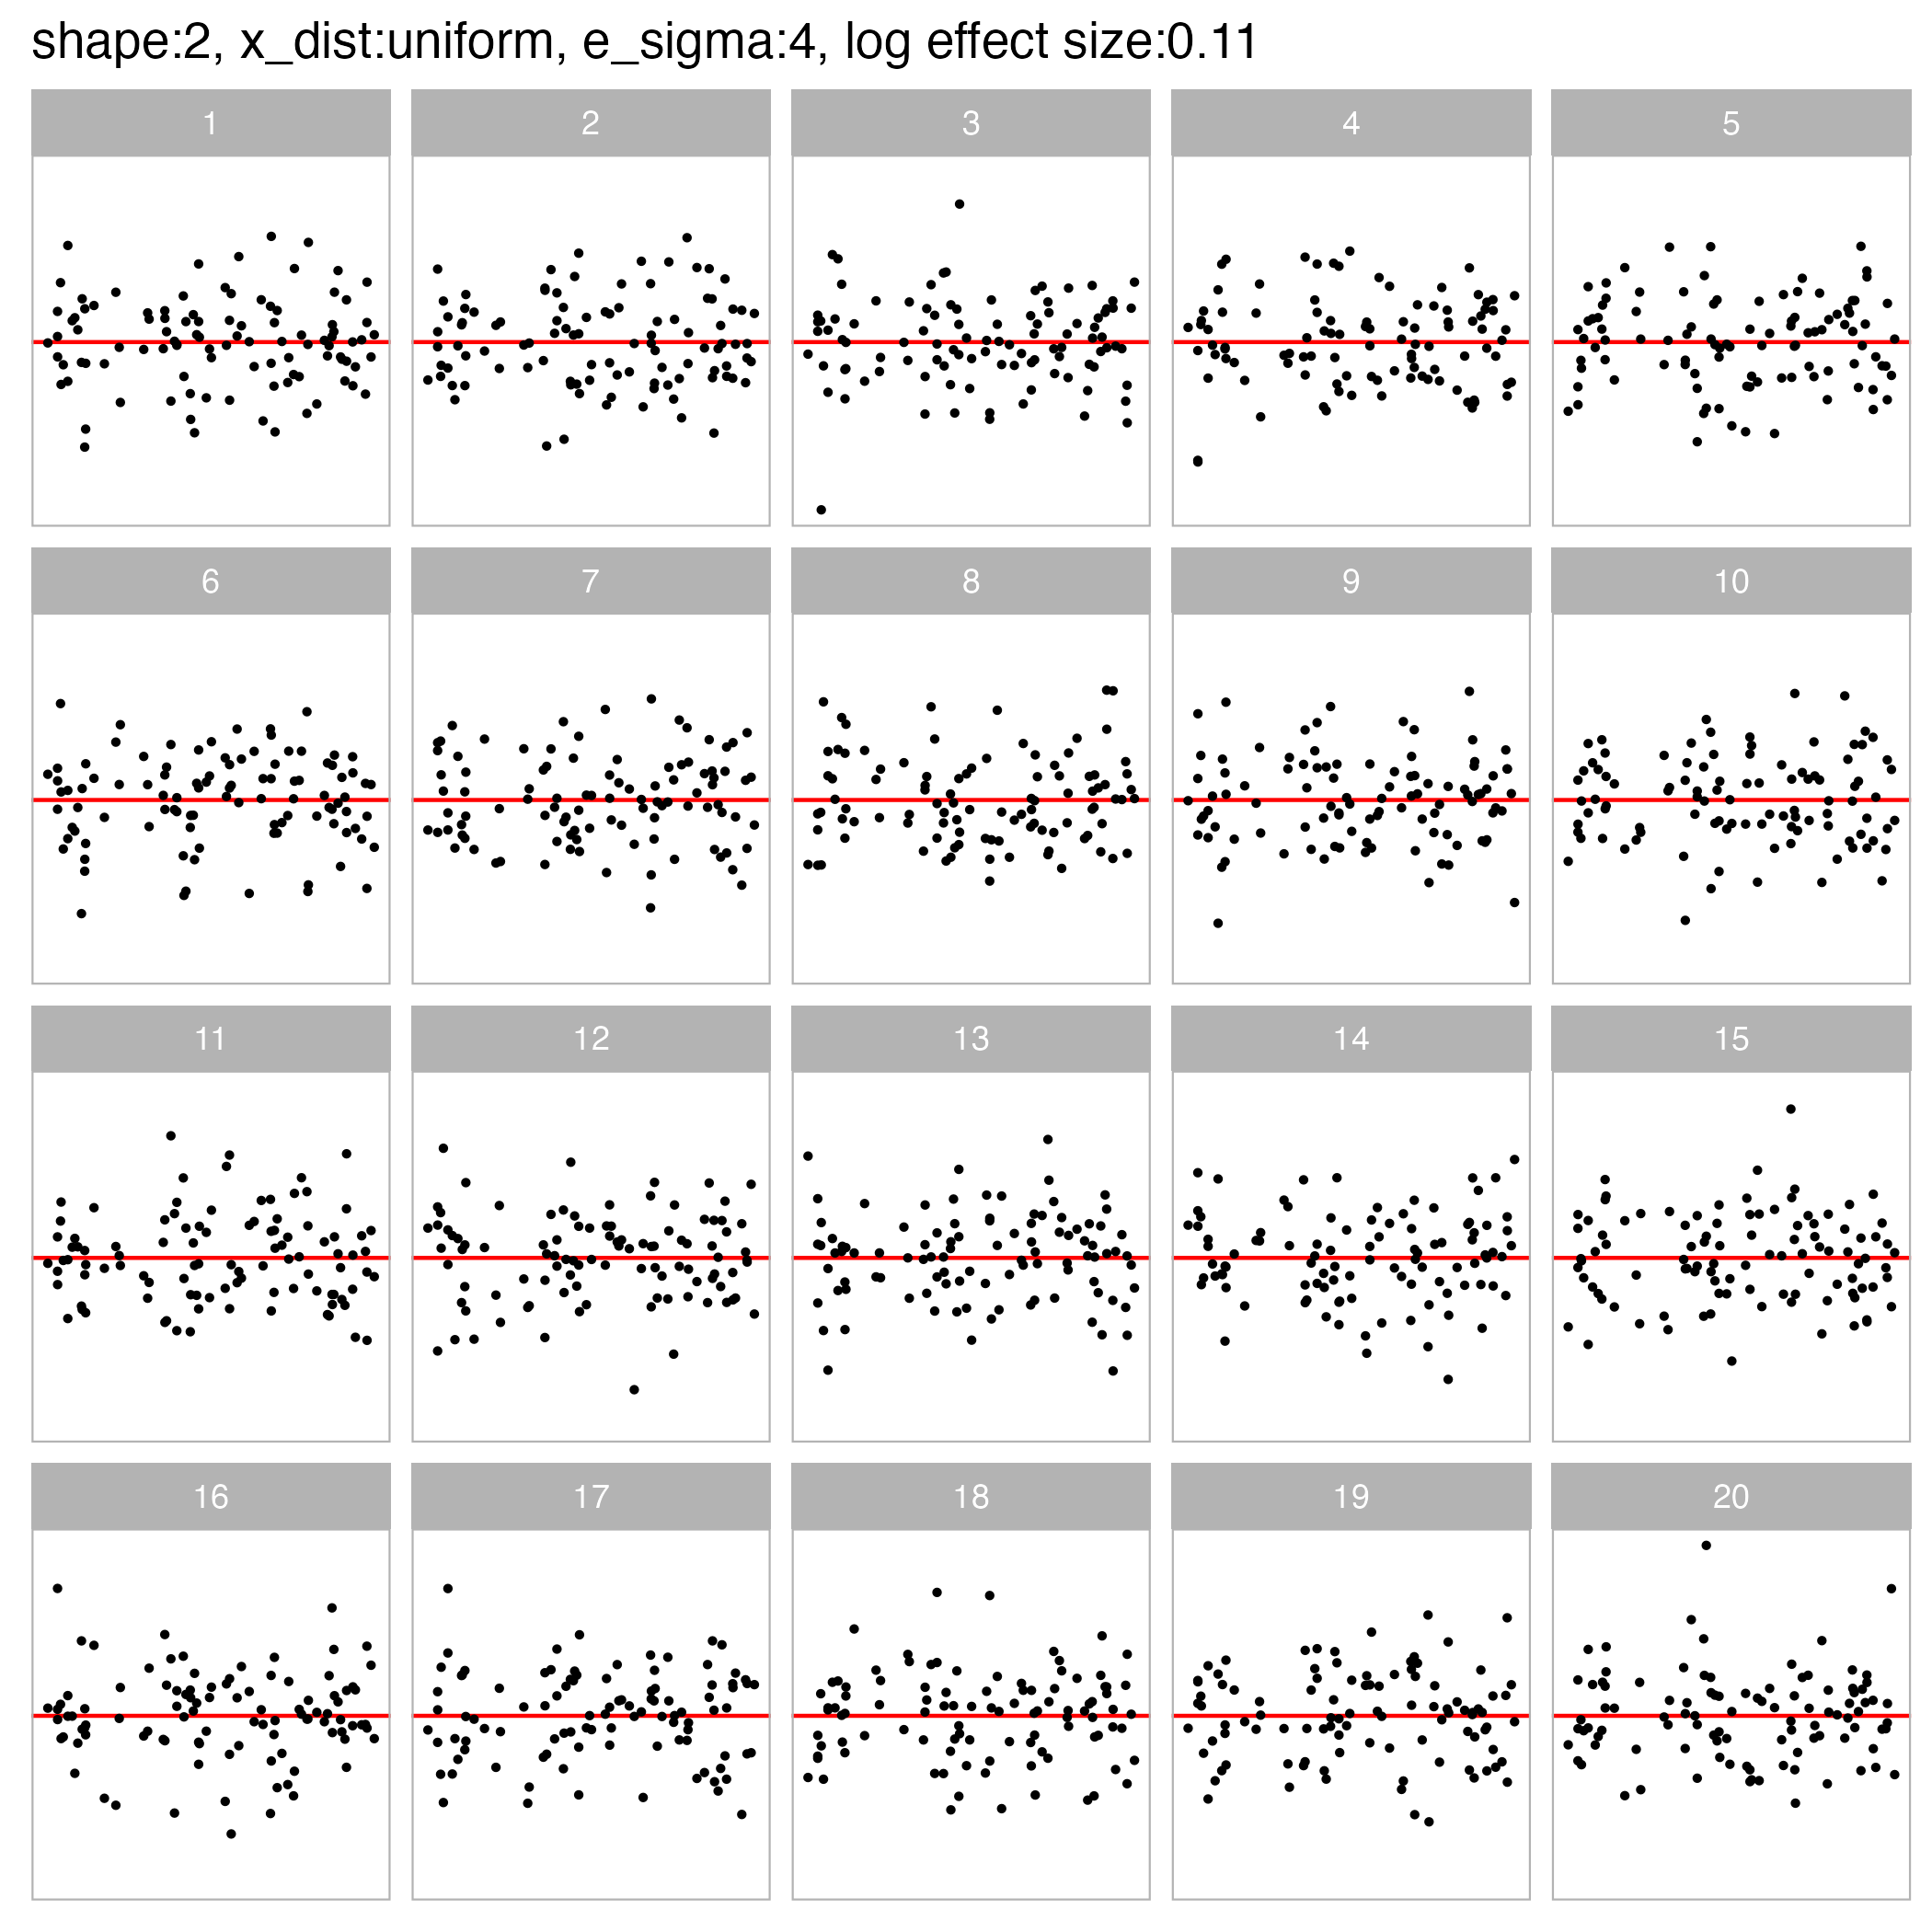 shape:2, x_dist:uniform, e_sigma:4, log effect size:0.11
1 2 3 4 5
6 7 8 9 10
11 12 13 14 15
16 17 18 19 20